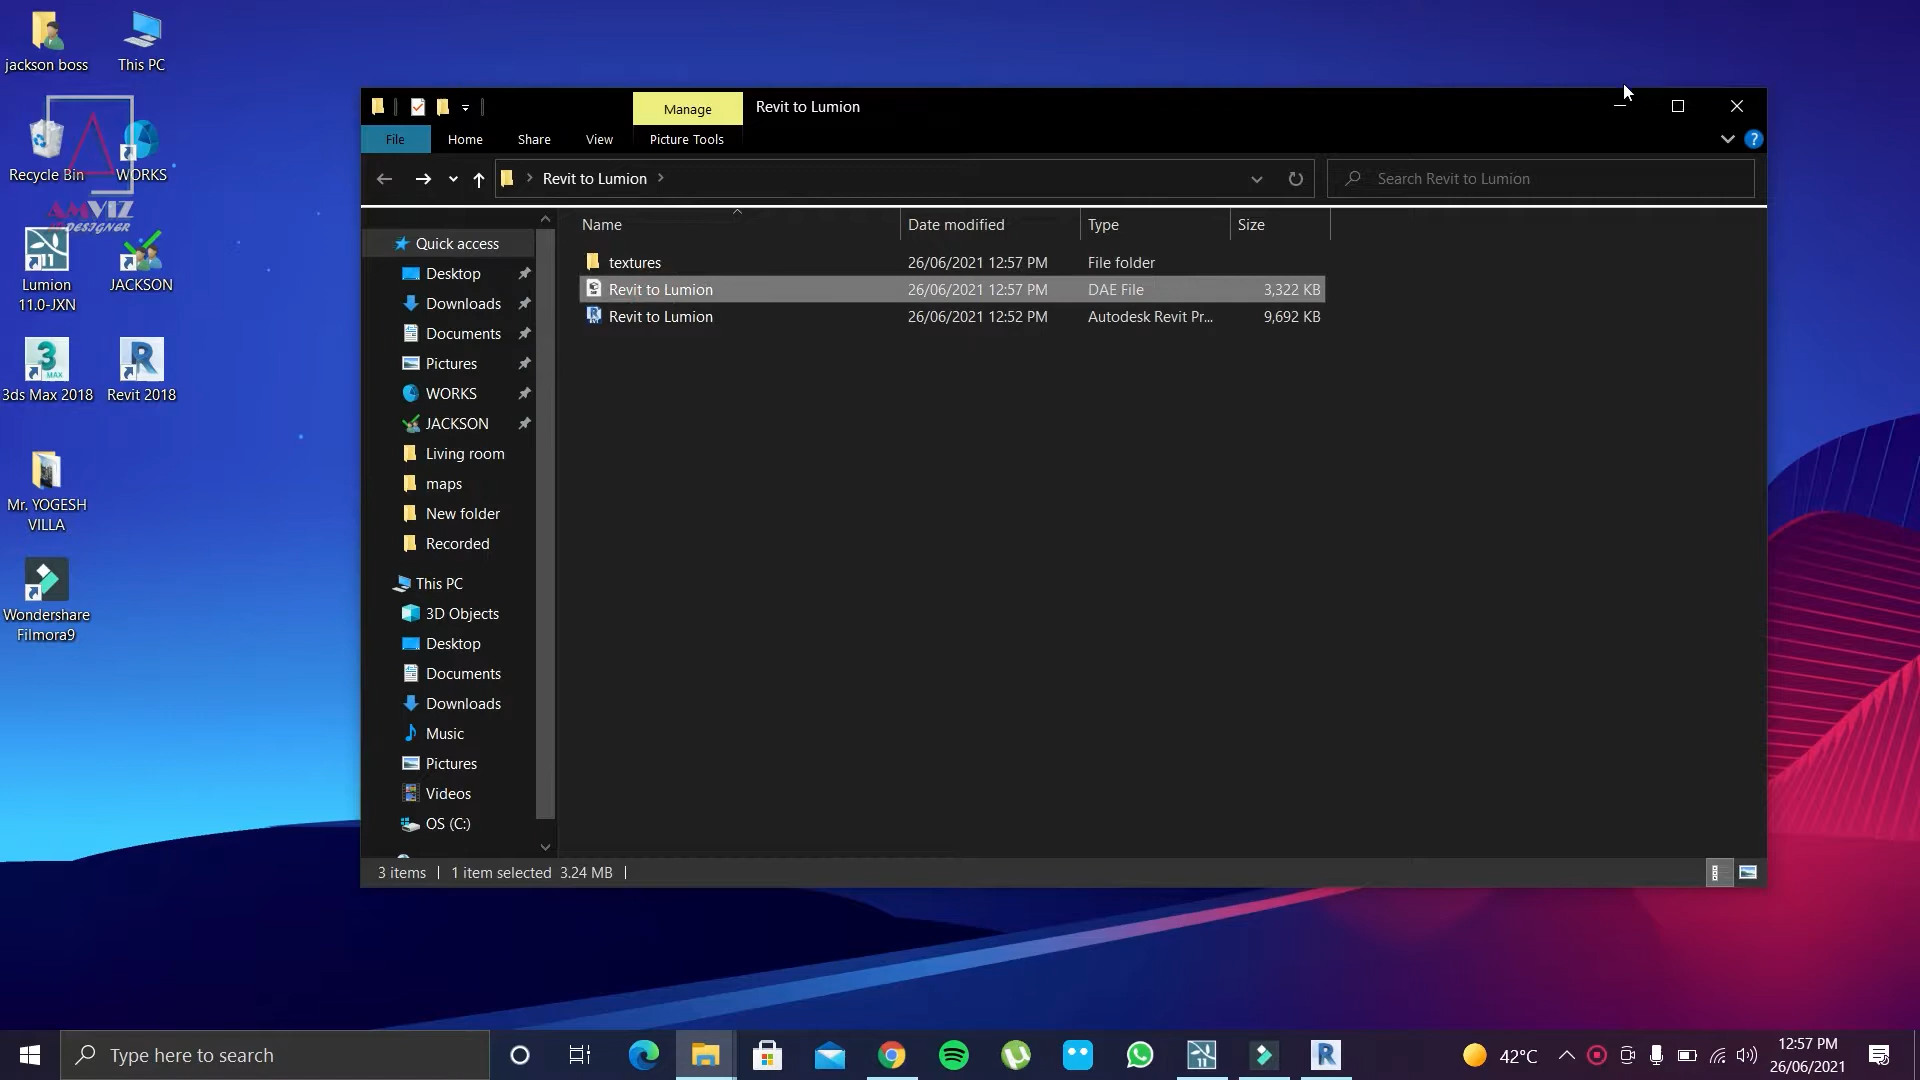 jackson boss
This PC
Recycle Bin
WORKS
AMVIZ
DESIGNER
Lumion
11.0-JXN
JACKSON
3ds Max 2018
Revit 2018
Mr. YOGESH
VILLA
Wondershare
Filmora9
Manage
Revit to Lumion
File
Home
Share
View
Picture Tools
Revit to Lumion
Search Revit to Lumion
Name
Date modified
Type
Size
textures
26/06/2021 12:57 PM
File folder
Revit to Lumion
26/06/2021 12:57 PM
DAE File
3,322 KB
Revit to Lumion
26/06/2021 12:52 PM
Autodesk Revit Pr...
9,692 KB
Quick access
Desktop
Downloads
Documents
Pictures
WORKS
JACKSON
Living room
maps
New folder
Recorded
This PC
3D Objects
Desktop
Documents
Downloads
Music
Pictures
Videos
OS (C:)
3 items
1 item selected 3.24 MB
Type here to search
42°C
12:57 PM
26/06/2021